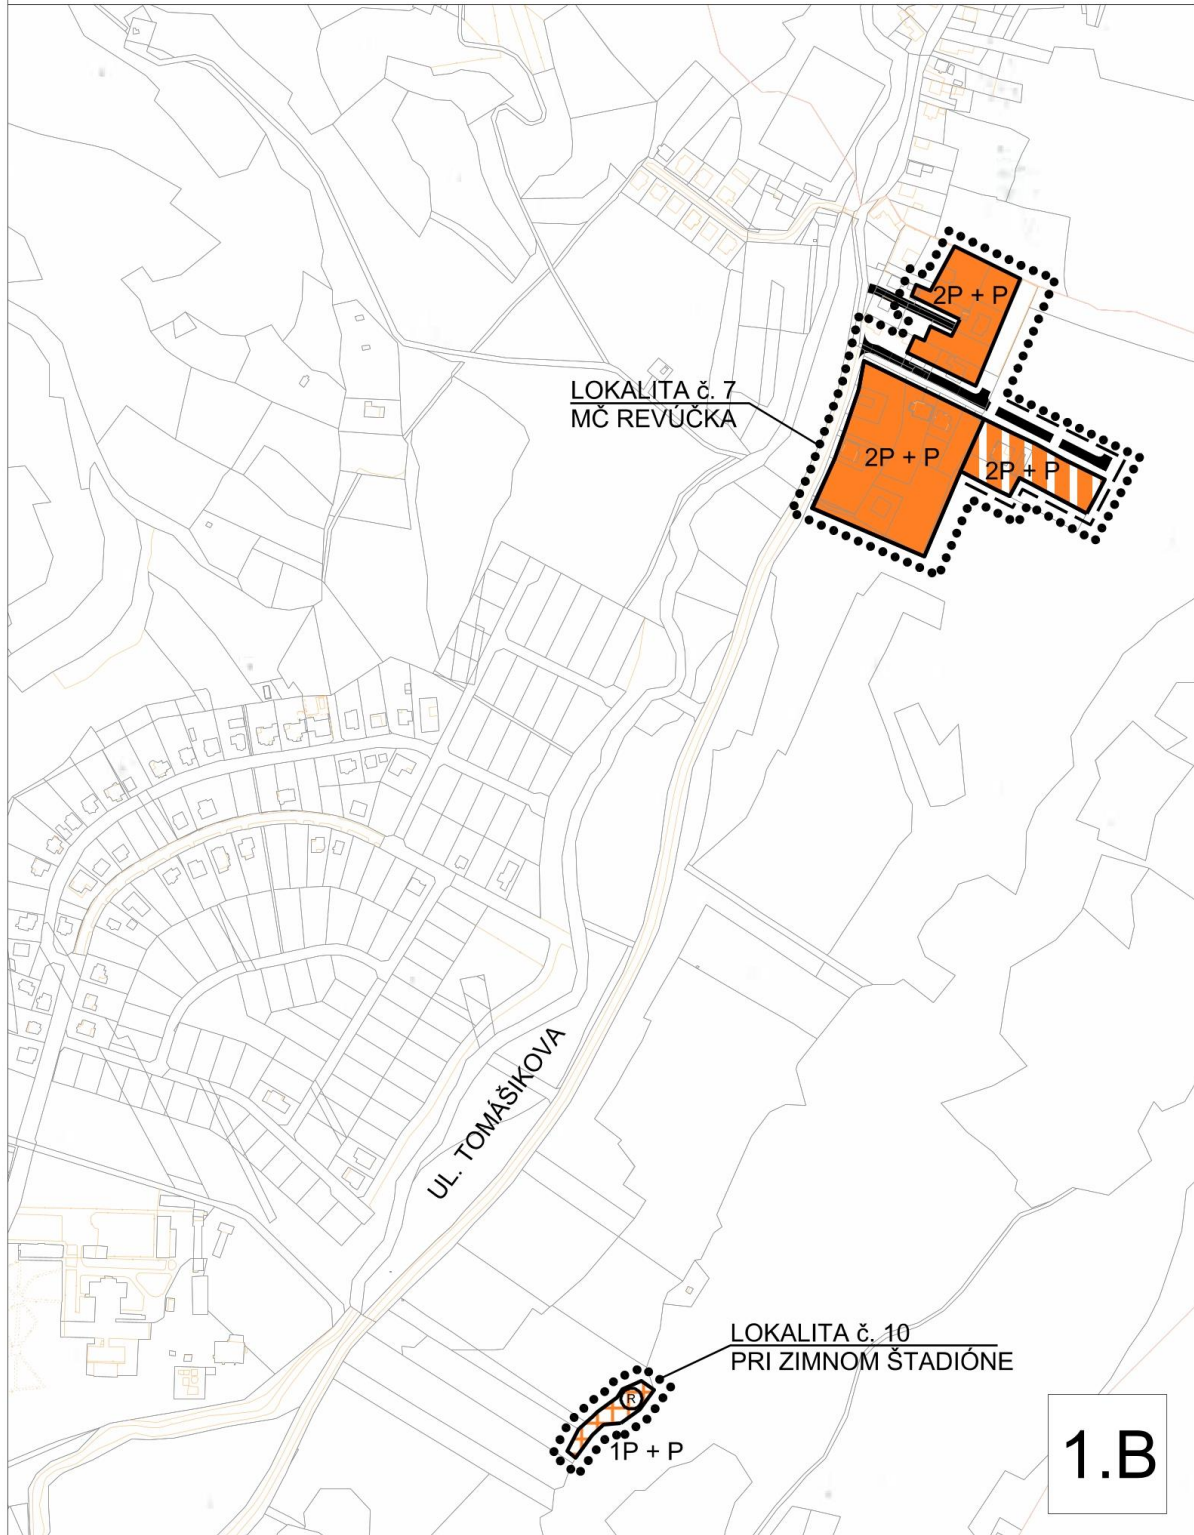 2P + P
LOKALITA č. 7
MČ REVÚČKA
2P + P
2P + P
UL. TOMÁŠIKOVA
LOKALITA č. 10
PRI ZIMNOM ŠTADIÓNE
R
1P + P
1.B